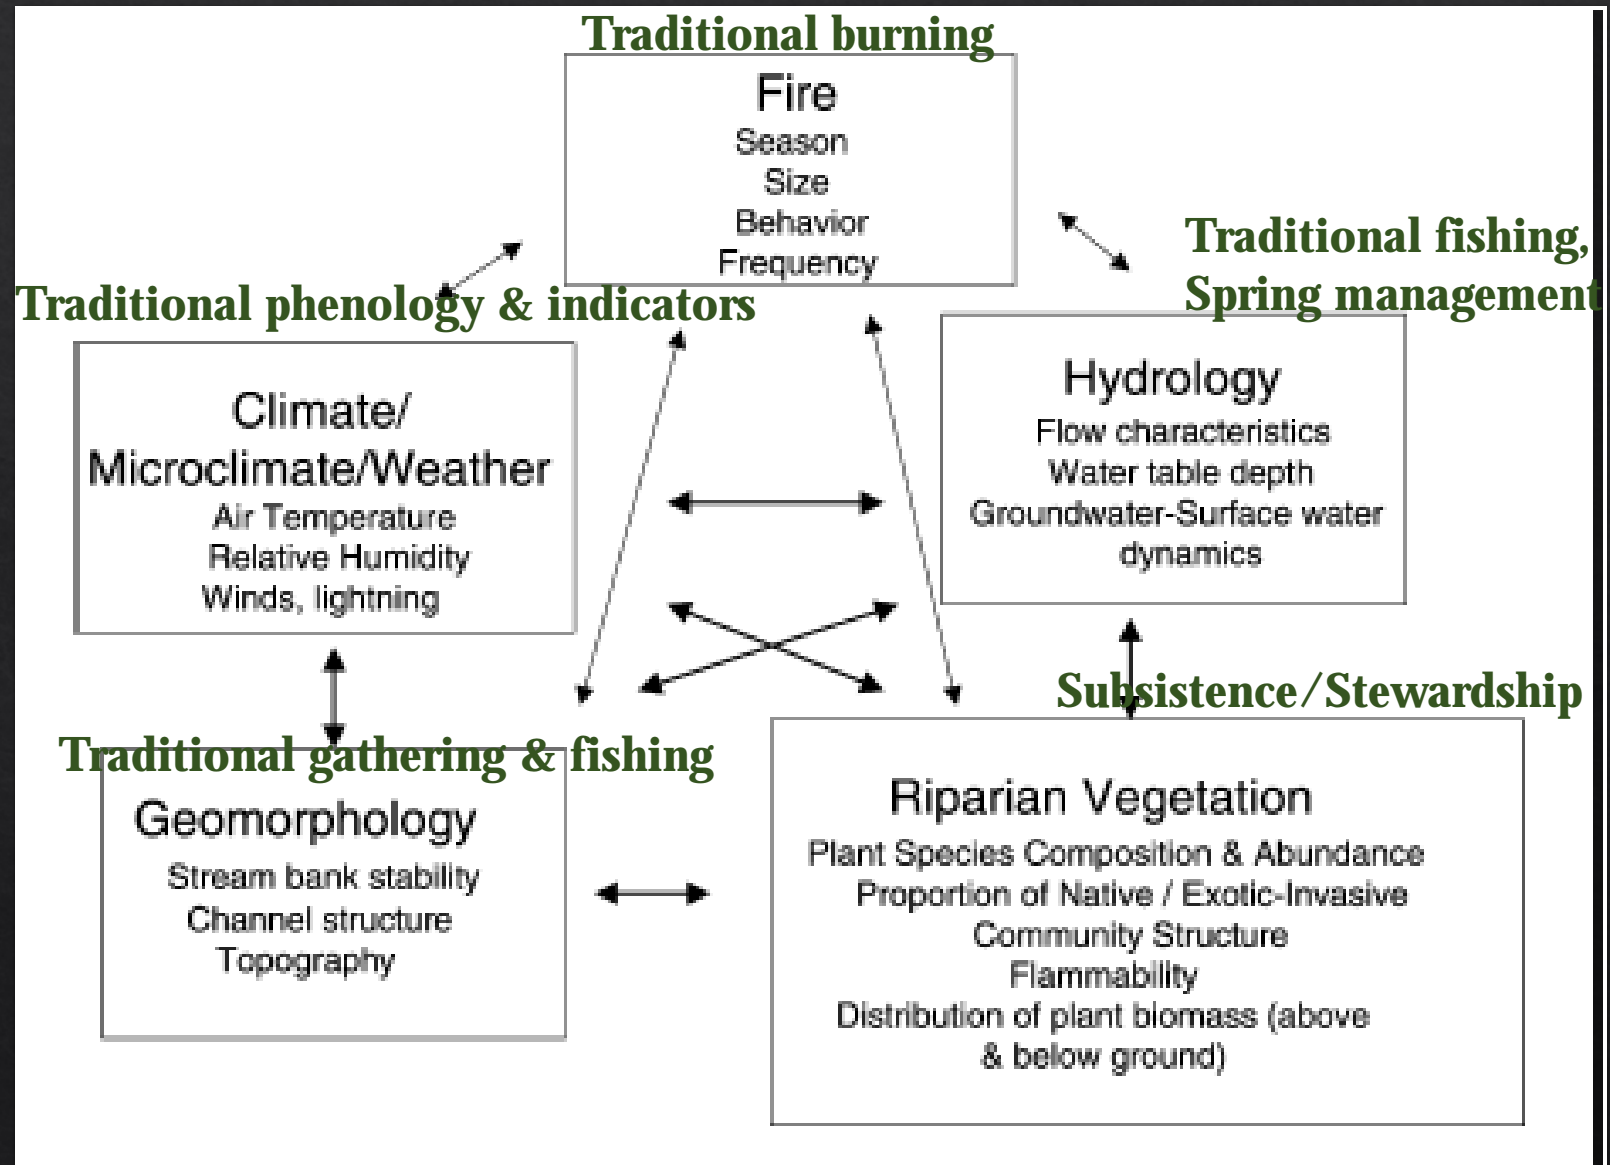 Traditional burning
Fire
Season
Size
Behavior
Frequency
Traditional fishing,
Spring management
Traditional phenology & indicators
Climate/
Microclimate/Weather
Air Temperature
Relative Humidity
Winds, lightning
Hydrology
Flow characteristics
Water table depth
Groundwater-Surface water
dynamics
Traditional gathering & fishing
Geomorphology
Stream bank stability
Channel structure
Topography
Subsistence/Stewardship
Riparian Vegetation
Plant Species Composition & Abundance
Proportion of Native / Exotic-Invasive
Community Structure
Flammability
Distribution of plant biomass (above
& below ground)